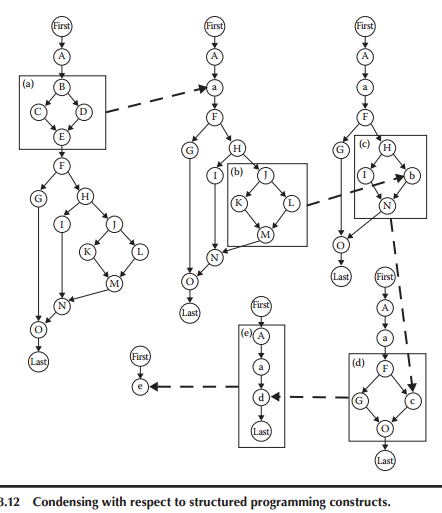 First First First
A A A
(a) B a a
C D
E F F
F G H G (c) H
G H I (b) J I b
I J K L N
K L M O
M N Last First
N O A
O Last First a
Last (e) A (d) F
First a G c
e d O
Last Last
3.12 Condensing with respect to structured programming constructs.